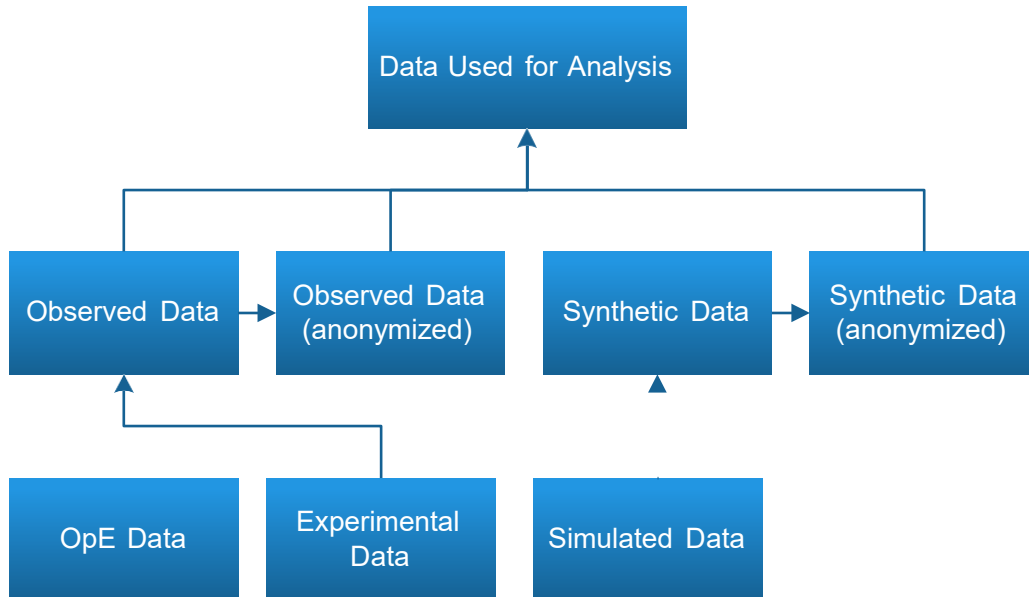 Data Used for Analysis
Observed Data
Observed Data
(anonymized)
Synthetic Data
Synthetic Data
(anonymized)
OpE Data
Experimental
Data
Simulated Data